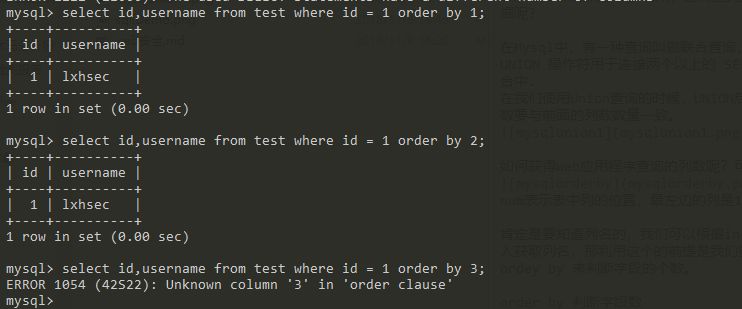 mysql> select id,username from test where id = 1 order by 1;
+----+----------+
| id | username |
+----+----------+
| 1 | lxhsec |
+----+----------+
1 row in set (0.00 sec)
mysql> select id,username from test where id = 1 order by 2;
+----+----------+
| id | username |
+----+----------+
| 1 | lxhsec |
+----+----------+
1 row in set (0.00 sec)
mysql> select id,username from test where id = 1 order by 3;
ERROR 1054 (42S22): Unknown column '3' in 'order clause'
mysql>